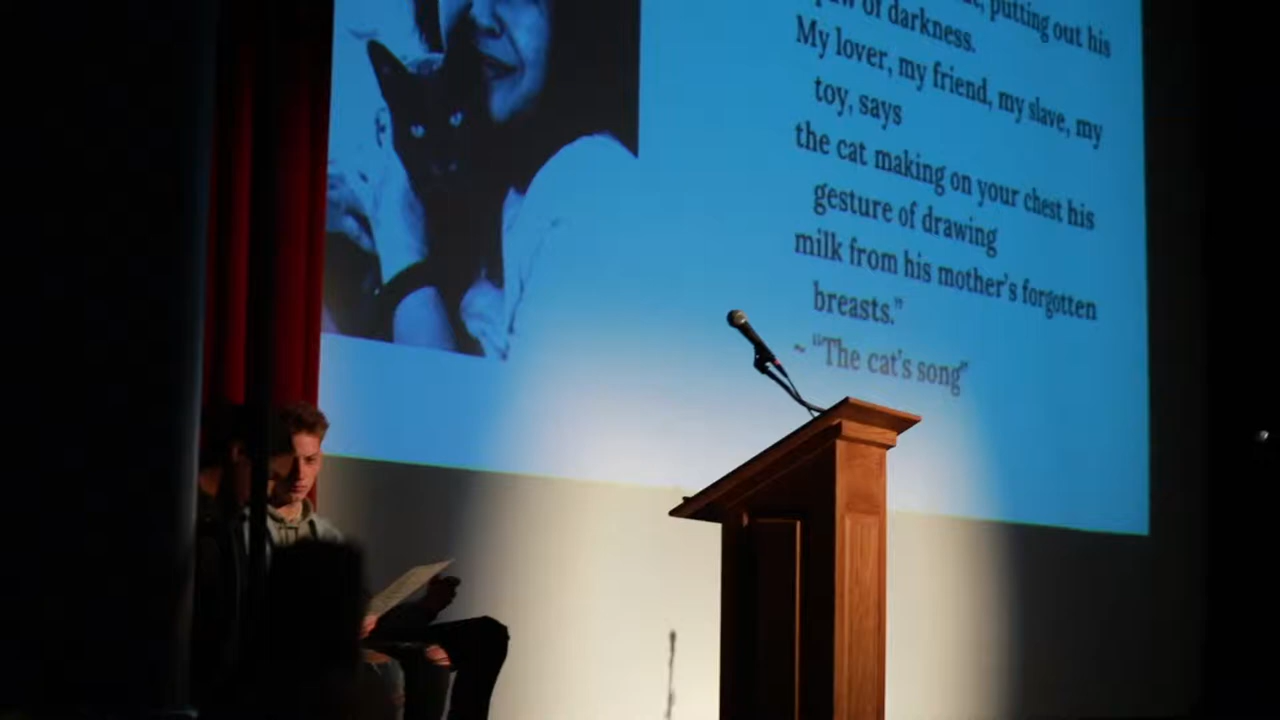 putting out his
paw of darkness.
My lover, my friend, my slave, my
toy, says
the cat making on your chest his
gesture of drawing
milk from his mother's forgotten
breasts.”
~ “The cat's song”